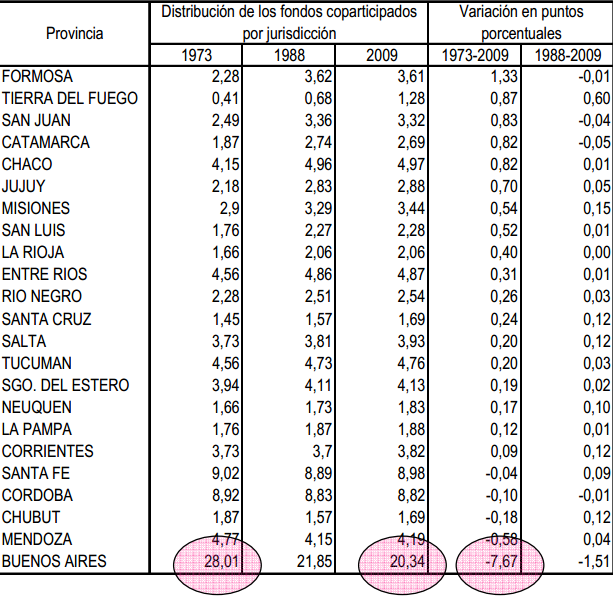 Provincia
Distribución de los fondos coparticipados
por jurisdicción
Variación en puntos
porcentuales
1973 1988 2009 1973-2009 1988-2009
FORMOSA 2,28 3,62 3,61 1,33 -0,01
TIERRA DEL FUEGO 0,41 0,68 1,28 0,87 0,60
SAN JUAN 2,49 3,36 3,32 0,83 -0,04
CATAMARCA 1,87 2,74 2,69 0,82 -0,05
CHACO 4,15 4,96 4,97 0,82 0,01
JUJUY 2,18 2,83 2,88 0,70 0,05
MISIONES 2,9 3,29 3,44 0,54 0,15
SAN LUIS 1,76 2,27 2,28 0,52 0,01
LA RIOJA 1,66 2,06 2,06 0,40 0,00
ENTRE RIOS 4,56 4,86 4,87 0,31 0,01
RIO NEGRO 2,28 2,51 2,54 0,26 0,03
SANTA CRUZ 1,45 1,57 1,69 0,24 0,12
SALTA 3,73 3,81 3,93 0,20 0,12
TUCUMAN 4,56 4,73 4,76 0,20 0,03
SGO. DEL ESTERO 3,94 4,11 4,13 0,19 0,02
NEUQUEN 1,66 1,73 1,83 0,17 0,10
LA PAMPA 1,76 1,87 1,88 0,12 0,01
CORRIENTES 3,73 3,7 3,82 0,09 0,12
SANTA FE 9,02 8,89 8,98 -0,04 0,09
CORDOBA 8,92 8,83 8,82 -0,10 -0,01
CHUBUT 1,87 1,57 1,69 -0,18 0,12
MENDOZA 4,77 4,15 4,19 -0,58 0,04
BUENOS AIRES 28,01 21,85 20,34 -7,67 -1,51